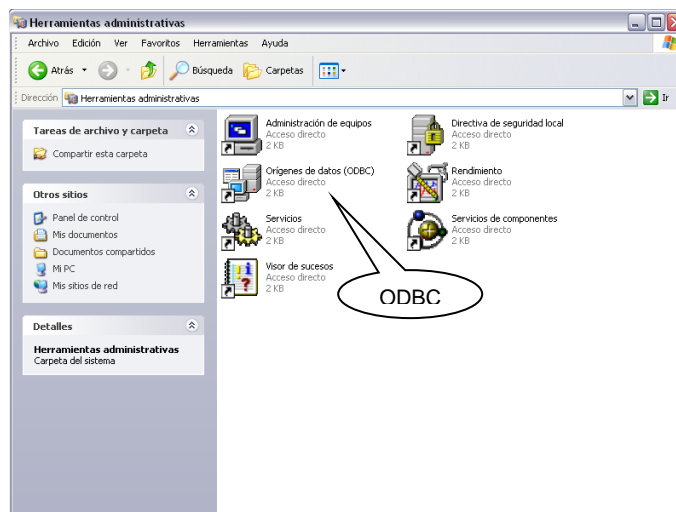 Herramientas administrativas
Archivo Edición Ver Favoritos Herramientas Ayuda
Atrás Búsqueda Carpetas
Dirección Herramientas administrativas Ir
Tareas de archivo y carpeta
Compartir esta carpeta
Otros sitios
Panel de control
Mis documentos
Documentos compartidos
Mi PC
Mis sitios de red
Detalles
Herramientas administrativas
Carpeta del sistema
Administración de equipos
Acceso directo
2 KB
Directiva de seguridad local
Acceso directo
2 KB
Orígenes de datos (ODBC)
Acceso directo
2 KB
Rendimiento
Acceso directo
2 KB
Servicios
Acceso directo
2 KB
Servicios de componentes
Acceso directo
2 KB
Visor de sucesos
Acceso directo
2 KB
ODBC